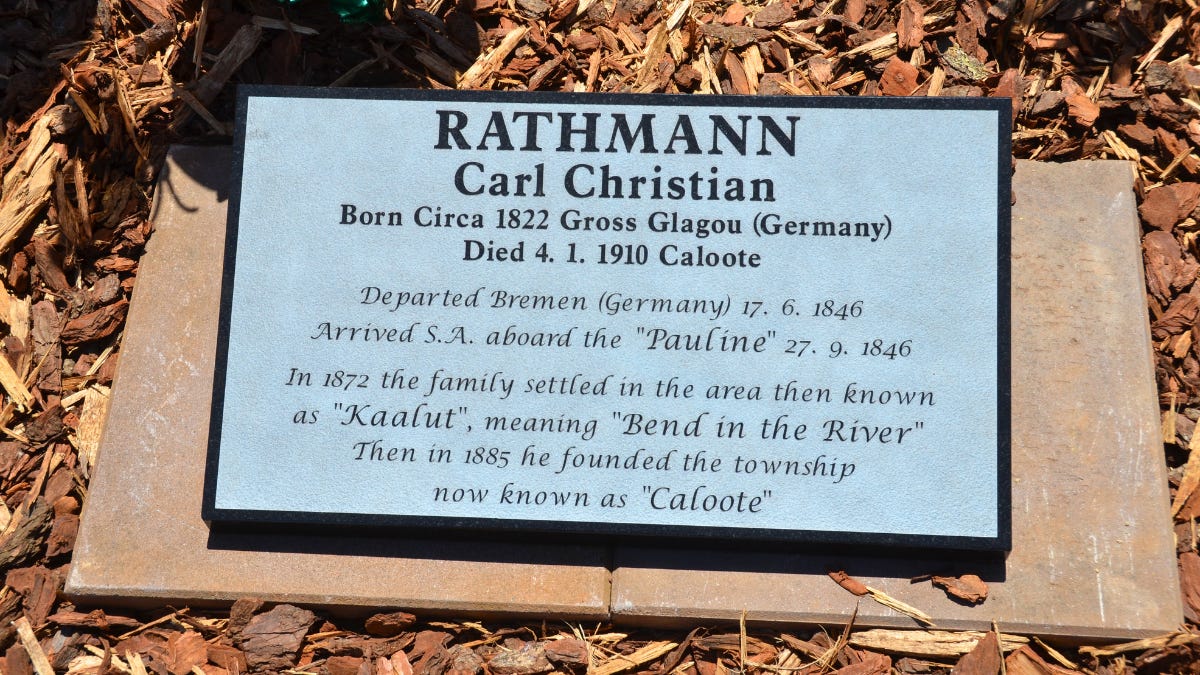 RATHMANN
Carl Christian
Born Circa 1822 Gross Glagou (Germany)
Died 4. 1. 1910 Caloote
Departed Bremen (Germany) 17. 6. 1846
Arrived S.A. aboard the "Pauline" 27. 9. 1846
In 1872 the family settled in the area then known
as "Kaalut", meaning "Bend in the River"
Then in 1885 he founded the township
now known as "Caloote"